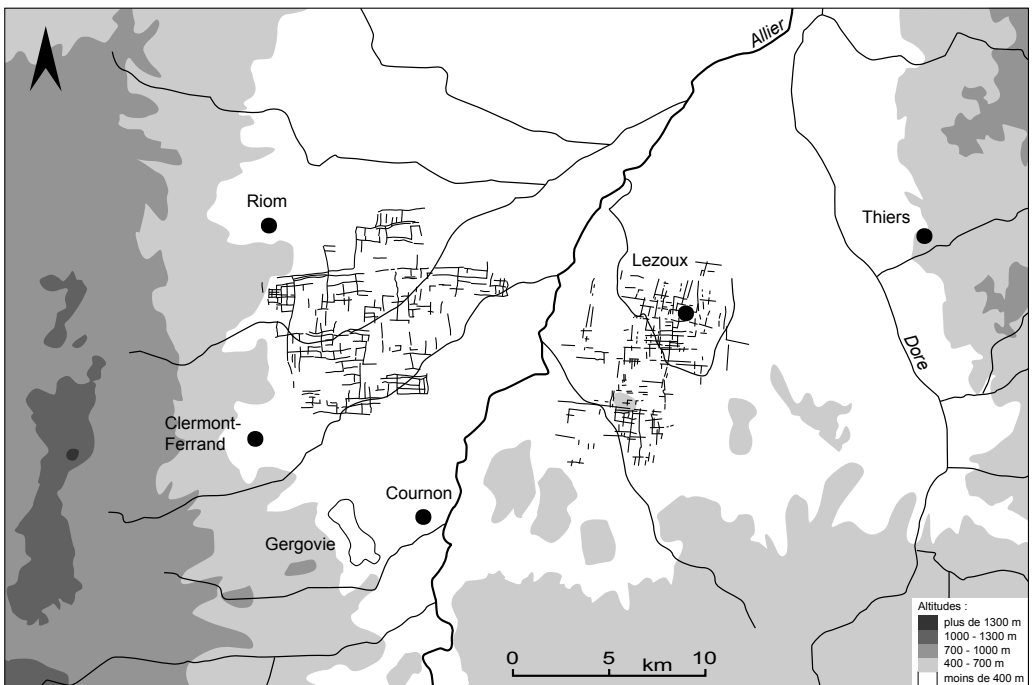 Allier
Riom
Thiers
Lezoux
Dore
Clermont-
Ferrand
Cournon
Gergovie
0 5 10
km
Altitudes :
plus de 1300 m
1000 - 1300 m
700 - 1000 m
400 - 700 m
moins de 400 m